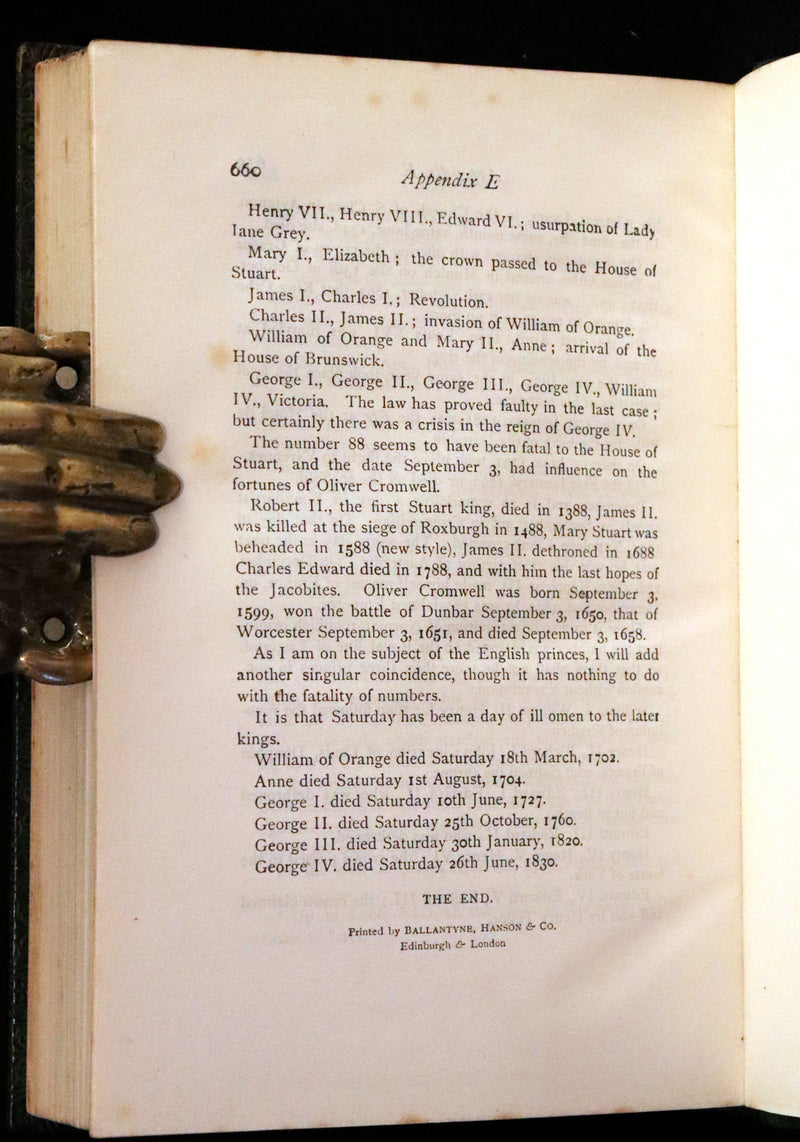 660
Appendix E
Henry VII., Henry VIII., Edward VI.; usurpation of Lady
Jane Grey.
Mary I., Elizabeth; the crown passed to the House of
Stuart.
James I., Charles I.; Revolution.
Charles II., James II.; invasion of William of Orange.
William of Orange and Mary II., Anne; arrival of the
House of Brunswick.
George I., George II., George III., George IV., William
IV., Victoria. The law has proved faulty in the last case;
but certainly there was a crisis in the reign of George IV.
The number 88 seems to have been fatal to the House of
Stuart, and the date September 3, had influence on the
fortunes of Oliver Cromwell.
Robert II., the first Stuart king, died in 1388, James II.
was killed at the siege of Roxburgh in 1488, Mary Stuart was
beheaded in 1588 (new style), James II. dethroned in 1688
Charles Edward died in 1788, and with him the last hopes of
the Jacobites. Oliver Cromwell was born September 3,
1599, won the battle of Dunbar September 3, 1650, that of
Worcester September 3, 1651, and died September 3, 1658.
As I am on the subject of the English princes, I will add
another singular coincidence, though it has nothing to do
with the fatality of numbers.
It is that Saturday has been a day of ill omen to the later
kings.
William of Orange died Saturday 18th March, 1702.
Anne died Saturday 1st August, 1704.
George I. died Saturday 10th June, 1727.
George II. died Saturday 25th October, 1760.
George III. died Saturday 30th January, 1820.
George IV. died Saturday 26th June, 1830.
THE END.
Printed by BALLANTYNE, HANSON & CO.
Edinburgh & London